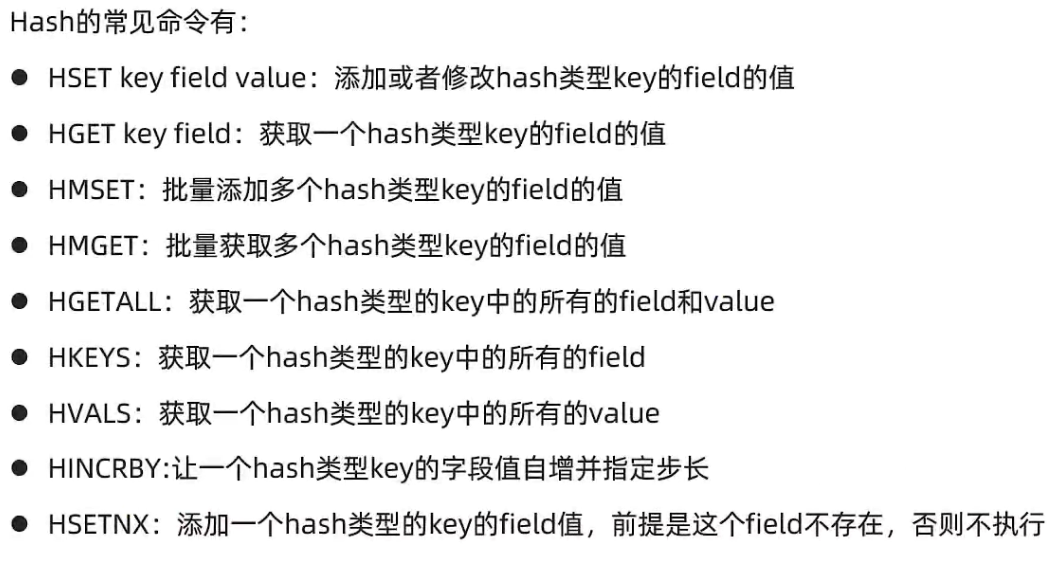 Hash的常见命令有：
● HSET key field value：添加或者修改hash类型key的field的值
● HGET key field：获取一个hash类型key的field的值
● HMSET：批量添加多个hash类型key的field的值
● HMGET：批量获取多个hash类型key的field的值
● HGETALL：获取一个hash类型的key中的所有的field和value
● HKEYS：获取一个hash类型的key中的所有的field
● HVALS：获取一个hash类型的key中的所有的value
● HINCRBY:让一个hash类型key的字段值自增并指定步长
● HSETNX：添加一个hash类型的key的field值，前提是这个field不存在，否则不执行